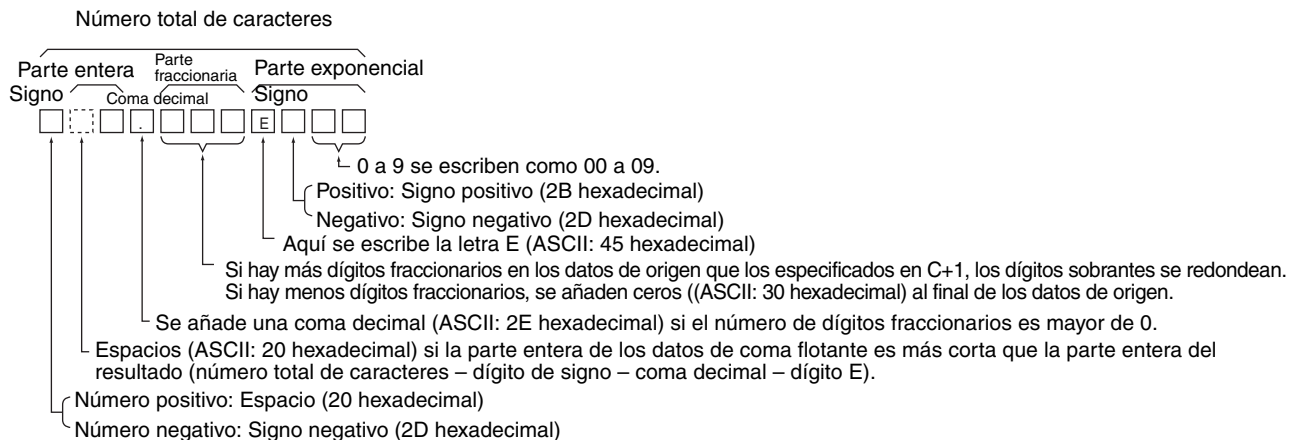 Número total de caracteres
Parte entera
Parte
fraccionaria
Parte exponencial
Signo
Coma decimal
Signo
. E
0 a 9 se escriben como 00 a 09.
Positivo: Signo positivo (2B hexadecimal)
Negativo: Signo negativo (2D hexadecimal)
Aquí se escribe la letra E (ASCII: 45 hexadecimal)
Si hay más dígitos fraccionarios en los datos de origen que los especificados en C+1, los dígitos sobrantes se redondean.
Si hay menos dígitos fraccionarios, se añaden ceros ((ASCII: 30 hexadecimal) al final de los datos de origen.
Se añade una coma decimal (ASCII: 2E hexadecimal) si el número de dígitos fraccionarios es mayor de 0.
Espacios (ASCII: 20 hexadecimal) si la parte entera de los datos de coma flotante es más corta que la parte entera del
resultado (número total de caracteres – dígito de signo – coma decimal – dígito E).
Número positivo: Espacio (20 hexadecimal)
Número negativo: Signo negativo (2D hexadecimal)